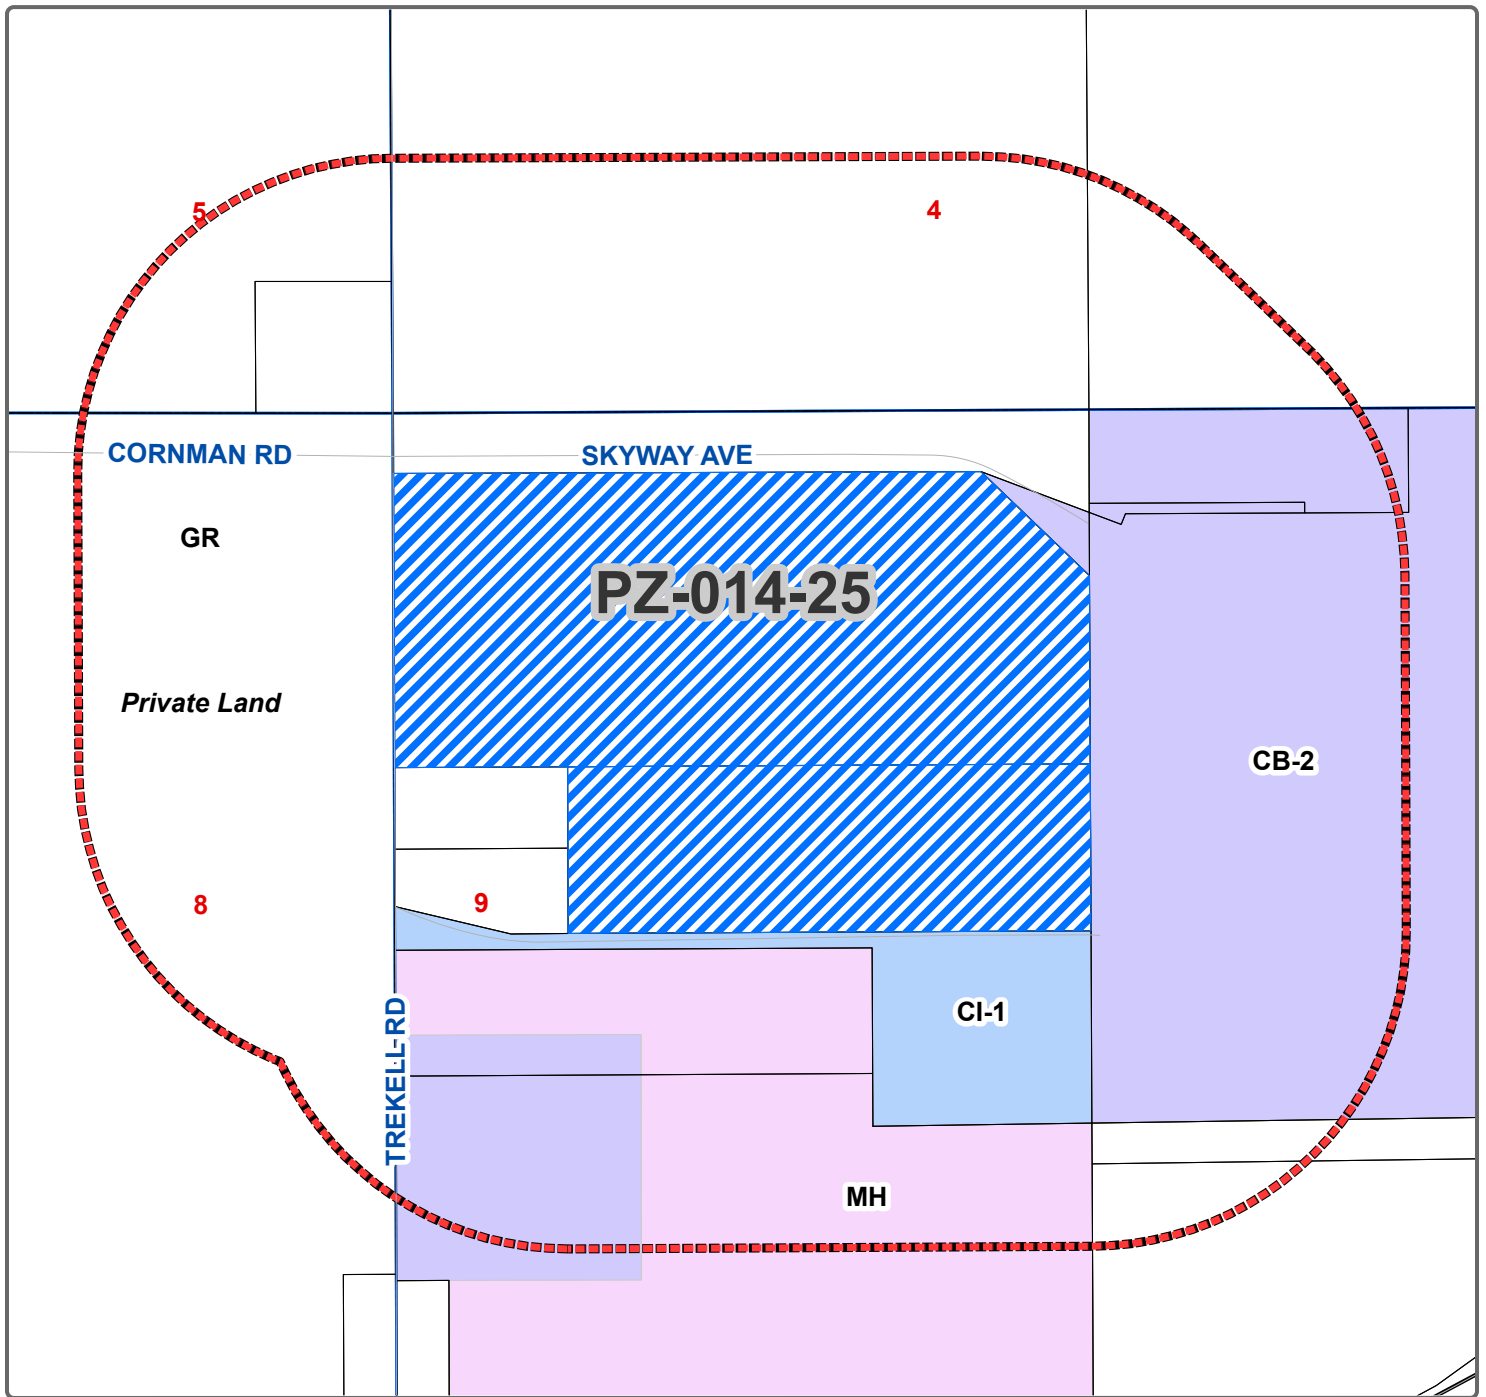 5
4
CORNMAN RD
SKYWAY AVE
GR
PZ-014-25
Private Land
CB-2
8
9
CI-1
TREKELL RD
MH